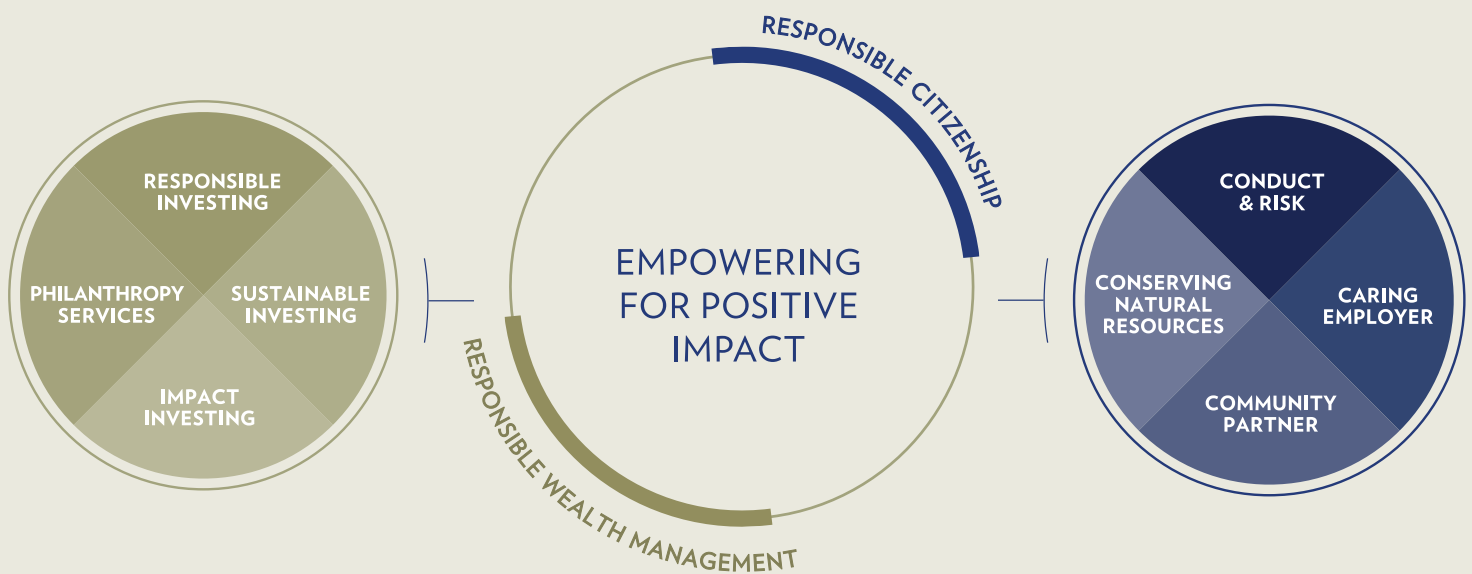 RESPONSIBLE
INVESTING
PHILANTHROPY
SERVICES
SUSTAINABLE
INVESTING
IMPACT
INVESTING
RESPONSIBLE CITIZENSHIP
EMPOWERING
FOR POSITIVE
IMPACT
RESPONSIBLE WEALTH MANAGEMENT
CONDUCT
& RISK
CONSERVING
NATURAL
RESOURCES
CARING
EMPLOYER
COMMUNITY
PARTNER